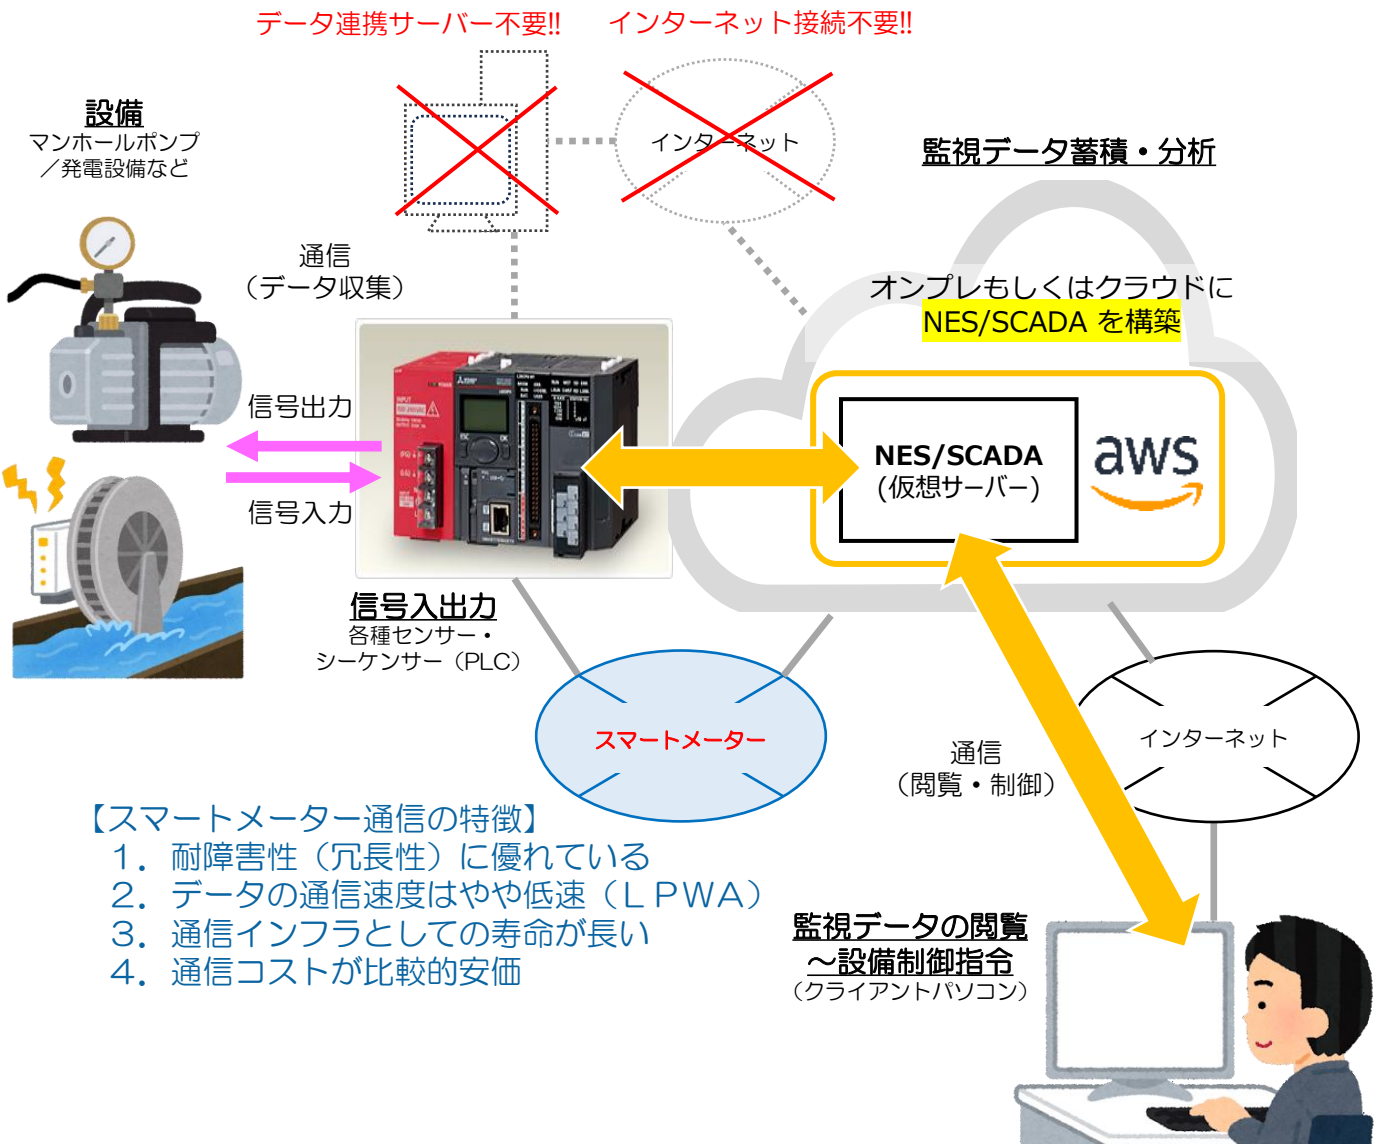 データ連携サーバー不要!!
インターネット接続不要!!
設備
マンホールポンプ
／発電設備など
インターネット
監視データ蓄積・分析
通信
（データ収集）
オンプレもしくはクラウドに
NES/SCADA を構築
信号出力
信号入力
INPUT
ESC
OK
NES/SCADA
(仮想サーバー)
aws
信号入出力
各種センサー・
シーケンサー（PLC）
スマートメーター
インターネット
通信
（閲覧・制御）
【スマートメーター通信の特徴】
１．耐障害性（冗長性）に優れている
２．データの通信速度はやや低速（ＬＰＷＡ）
３．通信インフラとしての寿命が長い
４．通信コストが比較的安価
監視データの閲覧
～設備制御指令
（クライアントパソコン）